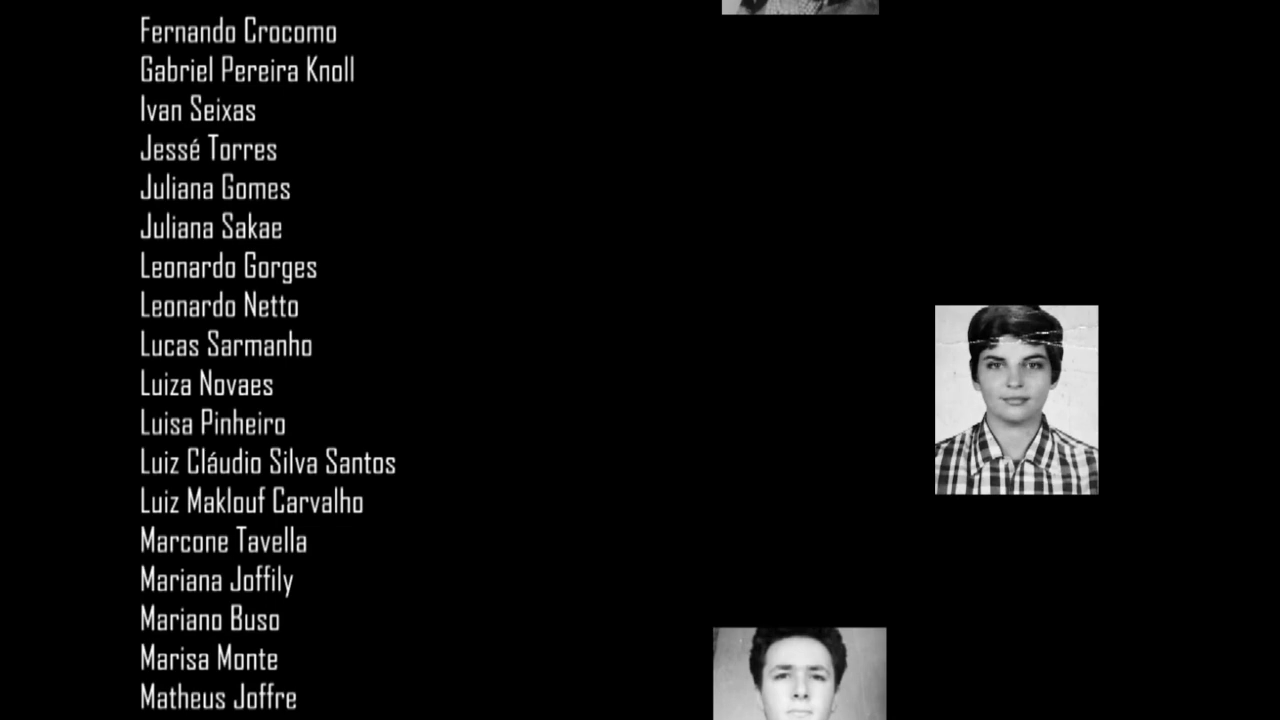 Fernando Crocomo
Gabriel Pereira Knoll
Ivan Seixas
Jessé Torres
Juliana Gomes
Juliana Sakae
Leonardo Gorges
Leonardo Netto
Lucas Sarmanho
Luiza Novaes
Luisa Pinheiro
Luiz Cláudio Silva Santos
Luiz Maklouf Carvalho
Marcone Tavella
Mariana Joffily
Mariano Buso
Marisa Monte
Matheus Joffre